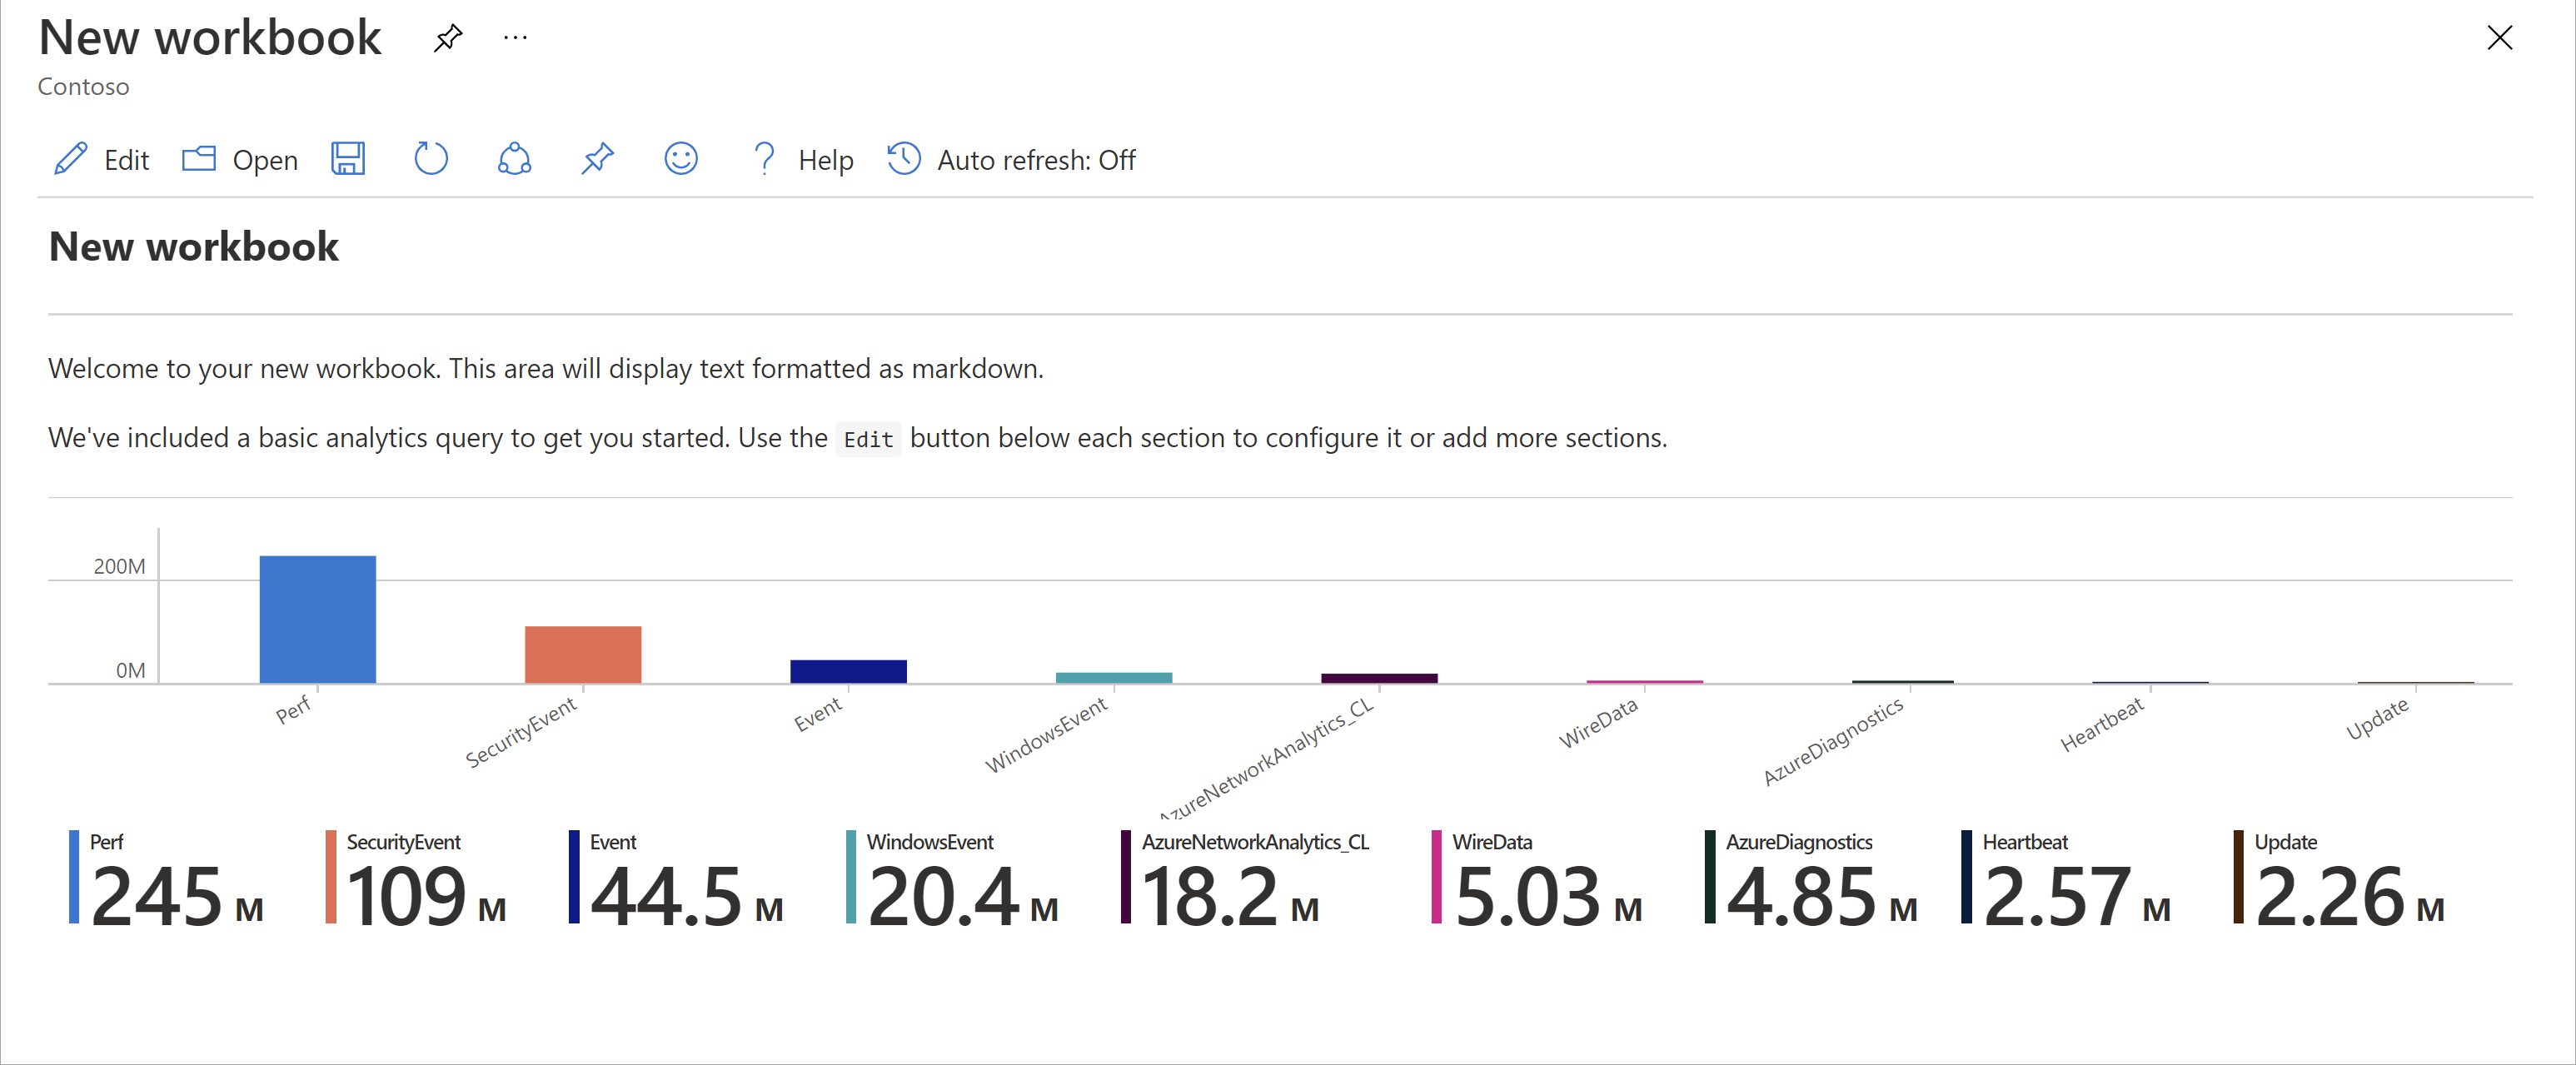 New workbook
Contoso
Edit Open Help Auto refresh: Off
New workbook
Welcome to your new workbook. This area will display text formatted as markdown.
We've included a basic analytics query to get you started. Use the Edit button below each section to configure it or add more sections.
200M
0M
Perf
SecurityEvent
Event
WindowsEvent
AzureNetworkAnalytics_CL
WireData
AzureDiagnostics
Heartbeat
Update
Perf
245 M
SecurityEvent
109 M
Event
44.5 M
WindowsEvent
20.4 M
AzureNetworkAnalytics_CL
18.2 M
WireData
5.03 M
AzureDiagnostics
4.85 M
Heartbeat
2.57 M
Update
2.26 M